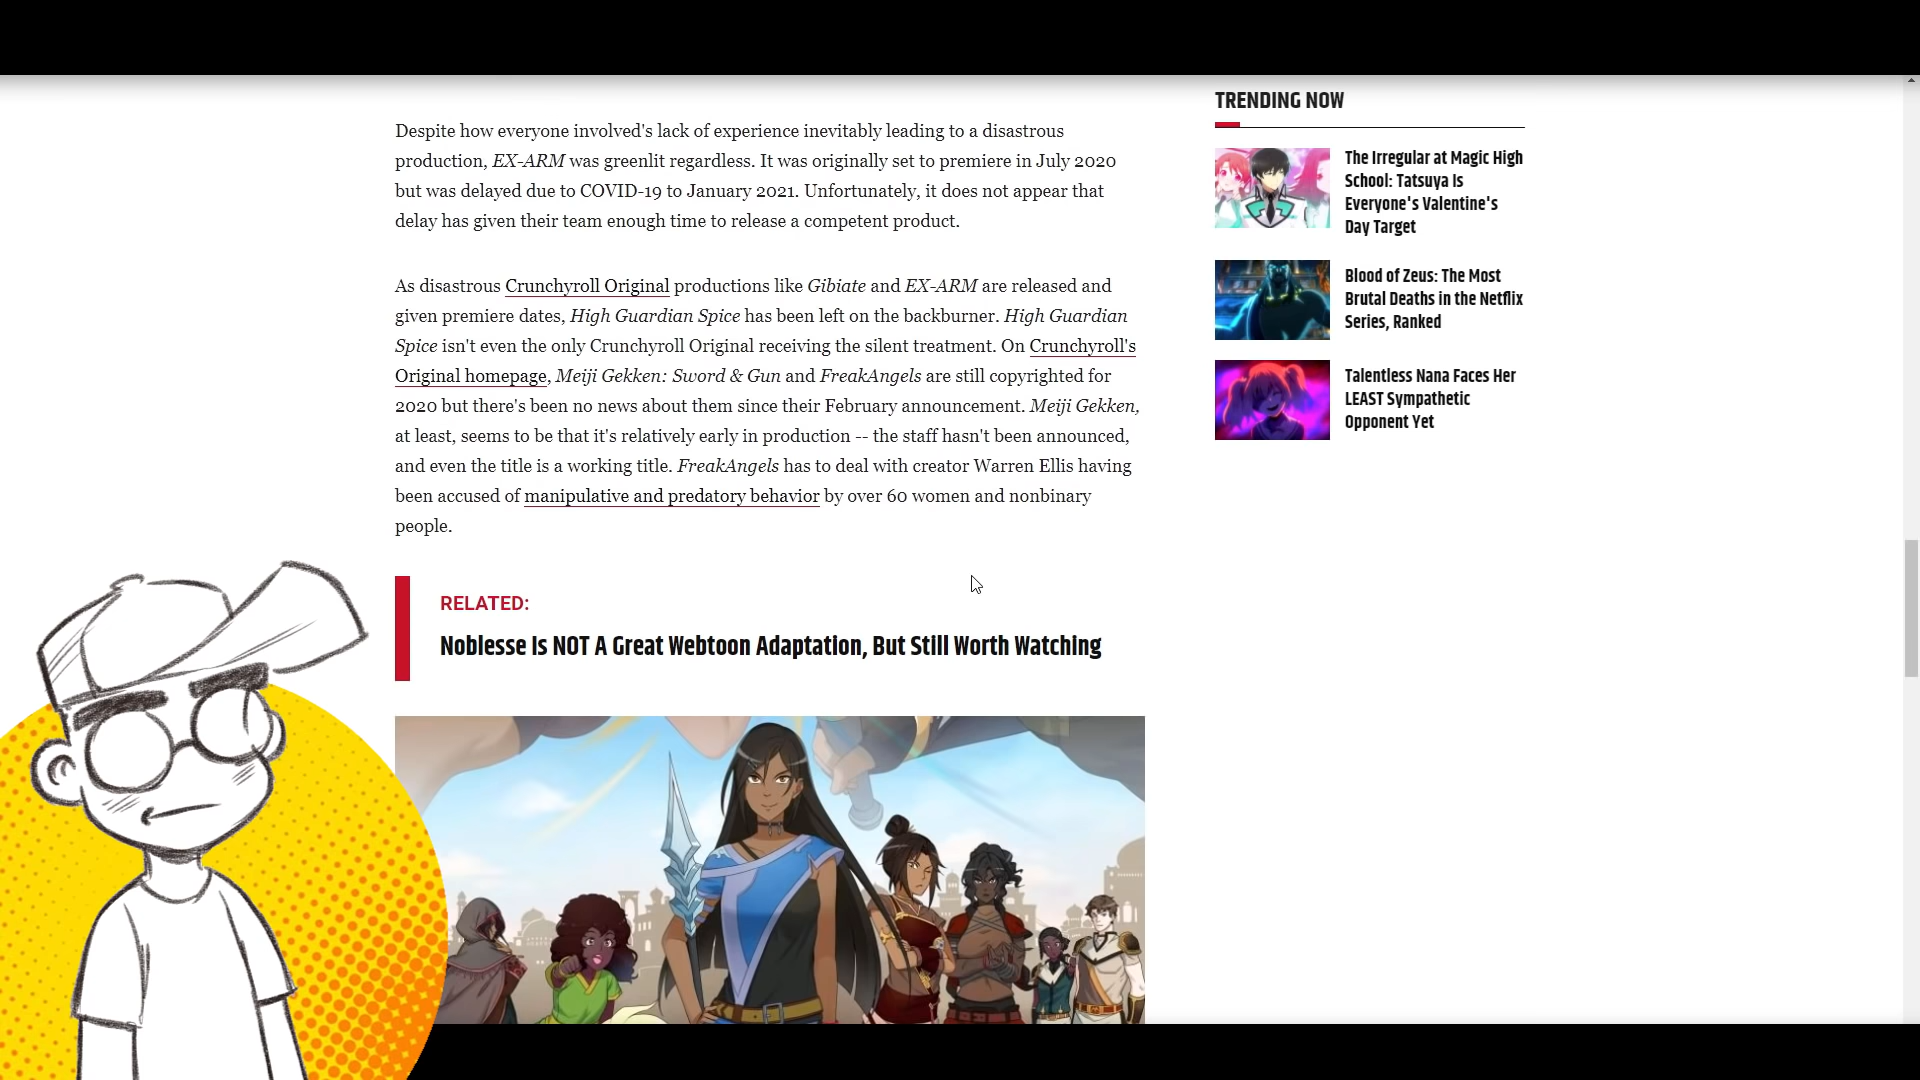 Despite how everyone involved's lack of experience inevitably leading to a disastrous
production, EX-ARM was greenlit regardless. It was originally set to premiere in July 2020
but was delayed due to COVID-19 to January 2021. Unfortunately, it does not appear that
delay has given their team enough time to release a competent product.
As disastrous Crunchyroll Original productions like Gibiate and EX-ARM are released and
given premiere dates, High Guardian Spice has been left on the backburner. High Guardian
Spice isn't even the only Crunchyroll Original receiving the silent treatment. On Crunchyroll's
Original homepage, Meiji Gekken: Sword & Gun and FreakAngels are still copyrighted for
2020 but there's been no news about them since their February announcement. Meiji Gekken,
at least, seems to be that it's relatively early in production -- the staff hasn't been announced,
and even the title is a working title. FreakAngels has to deal with creator Warren Ellis having
been accused of manipulative and predatory behavior by over 60 women and nonbinary
people.
RELATED:
Noblesse Is NOT A Great Webtoon Adaptation, But Still Worth Watching
TRENDING NOW
The Irregular at Magic High
School: Tatsuya Is
Everyone's Valentine's
Day Target
Blood of Zeus: The Most
Brutal Deaths in the Netflix
Series, Ranked
Talentless Nana Faces Her
LEAST Sympathetic
Opponent Yet